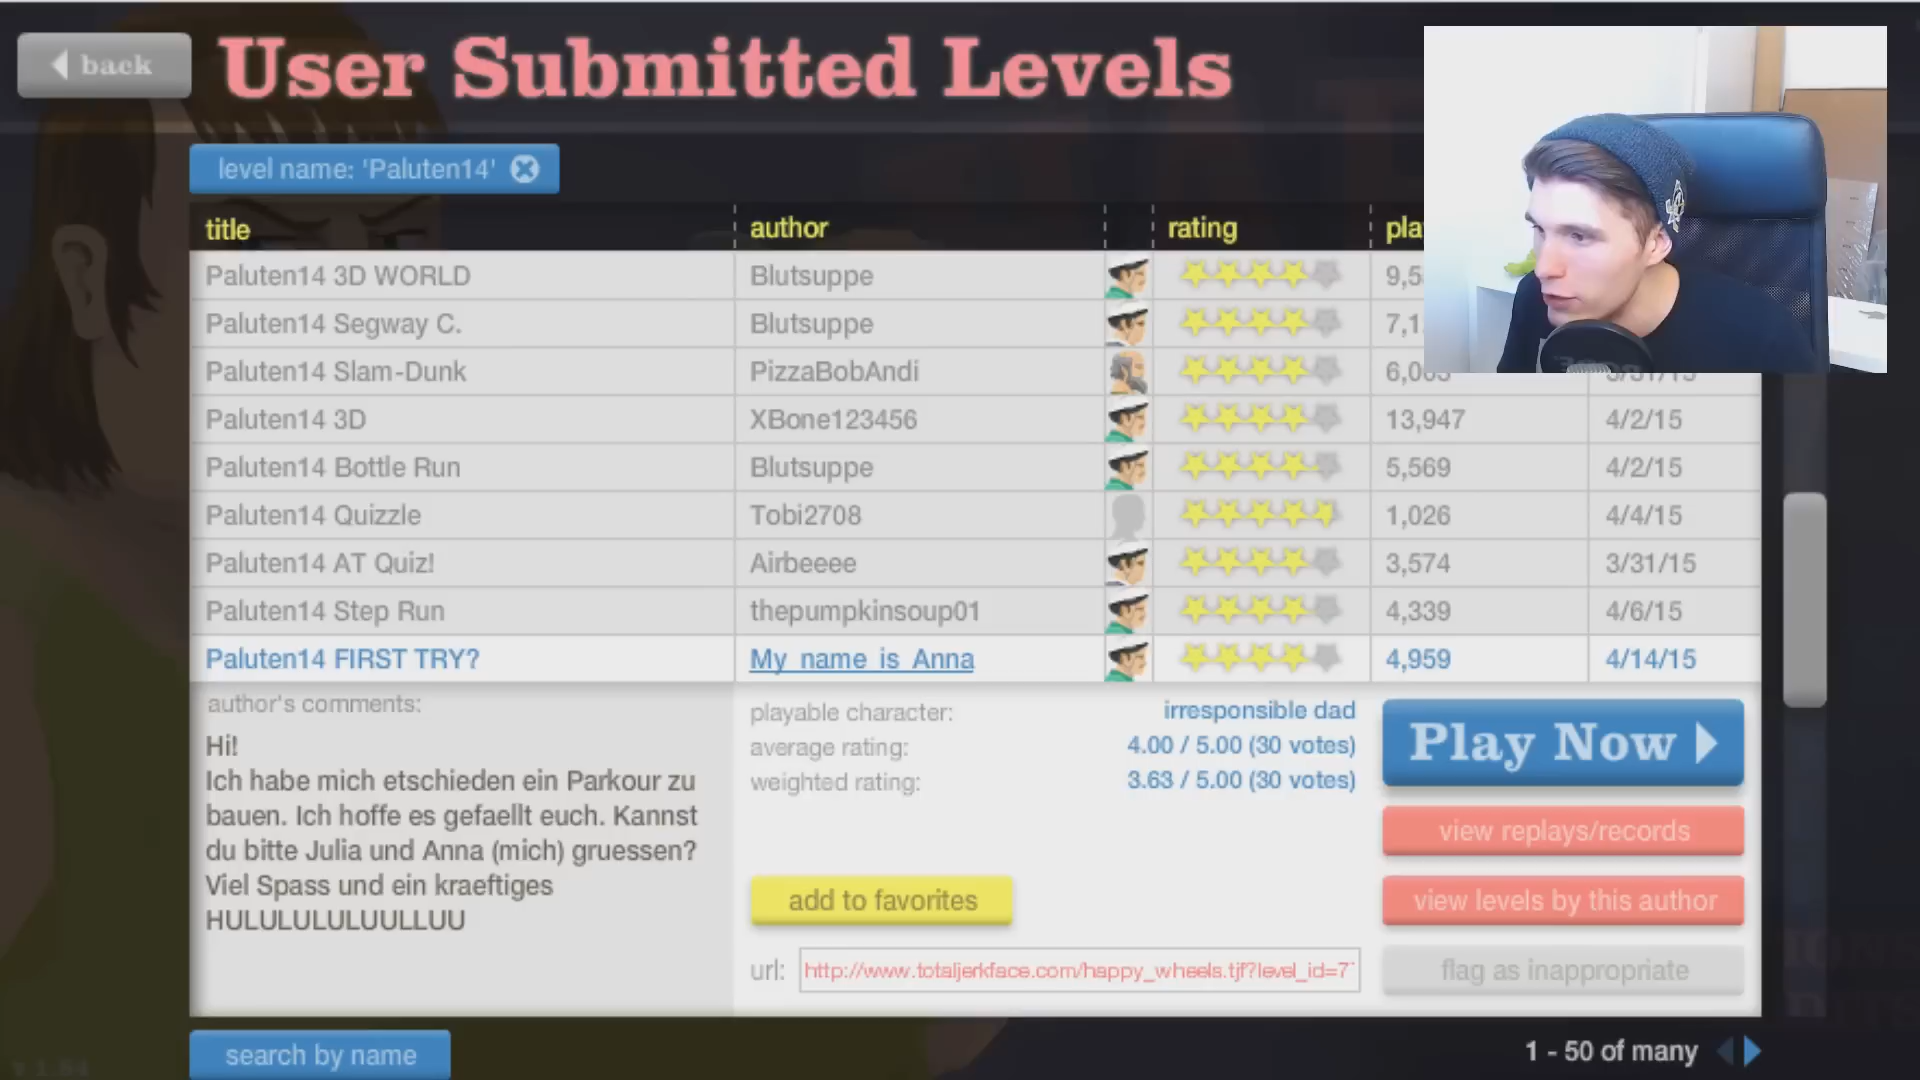 back
User Submitted Levels
level name: 'Paluten14'
title author rating
Paluten14 3D WORLD Blutsuppe
Paluten14 Segway C. Blutsuppe
Paluten14 Slam-Dunk PizzaBobAndi
Paluten14 3D XBone123456 13,947 4/2/15
Paluten14 Bottle Run Blutsuppe 5,569 4/2/15
Paluten14 Quizzle Tobi2708 1,026 4/4/15
Paluten14 AT Quiz! Airbeeee 3,574 3/31/15
Paluten14 Step Run thepumpkinsoup01 4,339 4/6/15
Paluten14 FIRST TRY? My name is Anna 4,959 4/14/15
author's comments:
Hi!
Ich habe mich etschieden ein Parkour zu
bauen. Ich hoffe es gefaellt euch. Kannst
du bitte Julia und Anna (mich) gruessen?
Viel Spass und ein kraeftiges
HULULULULUULLUU
playable character: irresponsible dad
average rating: 4.00 / 5.00 (30 votes)
weighted rating: 3.63 / 5.00 (30 votes)
add to favorites
url: http://www.totaljerkface.com/happy_wheels.tjf?level_id=7
Play Now
view replays/records
view levels by this author
flag as inappropriate
search by name
1 - 50 of many